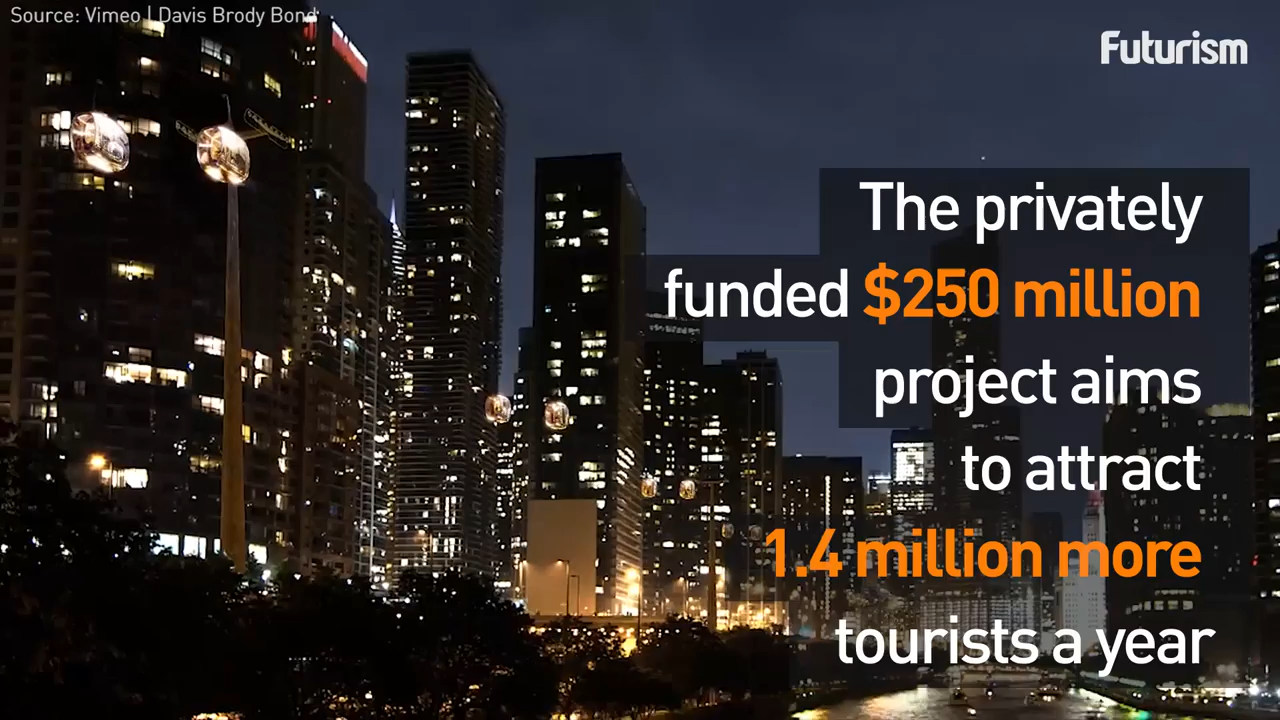 Source: Vimeo | Davis Brody Bond
Futurism
The privately
funded $250 million
project aims
to attract
1.4 million more
tourists a year